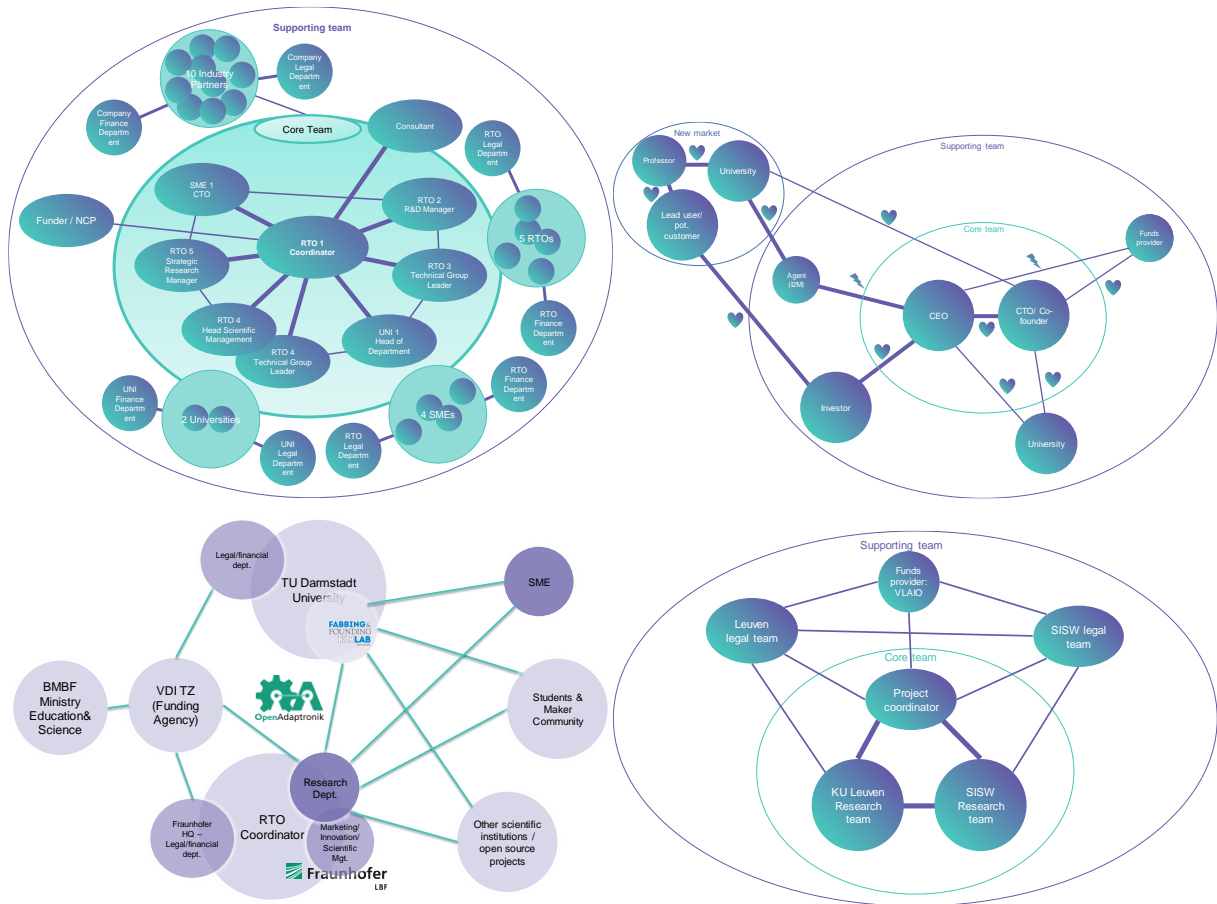 Supporting team
10 Industry
Partners
Company
Legal
Departm
ent
Company
Finance
Departm
ent
Core Team
Consultant
RTO
Legal
Departm
ent
SME 1
CTO
RTO 2
R&D Manager
Funder / NCP
RTO 1
Coordinator
5 RTOs
RTO 5
Strategic
Research
Manager
RTO 3
Technical Group
Leader
RTO 4
Head Scientific
Management
UNI 1
Head of
Department
RTO
Finance
Departm
ent
RTO 4
Technical Group
Leader
UNI
Finance
Departm
ent
2 Universities
UNI
Legal
Departm
ent
RTO
Legal
Departm
ent
4 SMEs
RTO
Finance
Departm
ent
New market
Professor
University
Lead user/
pot.
customer
Supporting team
Core team
Funds
provider
Agent
(I2M)
CEO
CTO/ Co-
founder
Investor
University
Legal/financial
dept.
TU Darmstadt
University
FABBING &
FOUNDING
LAB
SME
BMBF
Ministry
Education&
Science
VDI TZ
(Funding
Agency)
OpenAdaptronik
Students &
Maker
Community
Research
Dept.
RTO
Coordinator
Fraunhofer
HQ –
Legal/financial
dept.
Marketing/
Innovation/
Scientific
Mgt.
Other scientific
institutions /
open source
projects
Fraunhofer
LBF
Supporting team
Funds
provider:
VLAIO
Leuven
legal team
SISW legal
team
Core team
Project
coordinator
KU Leuven
Research
team
SISW
Research
team